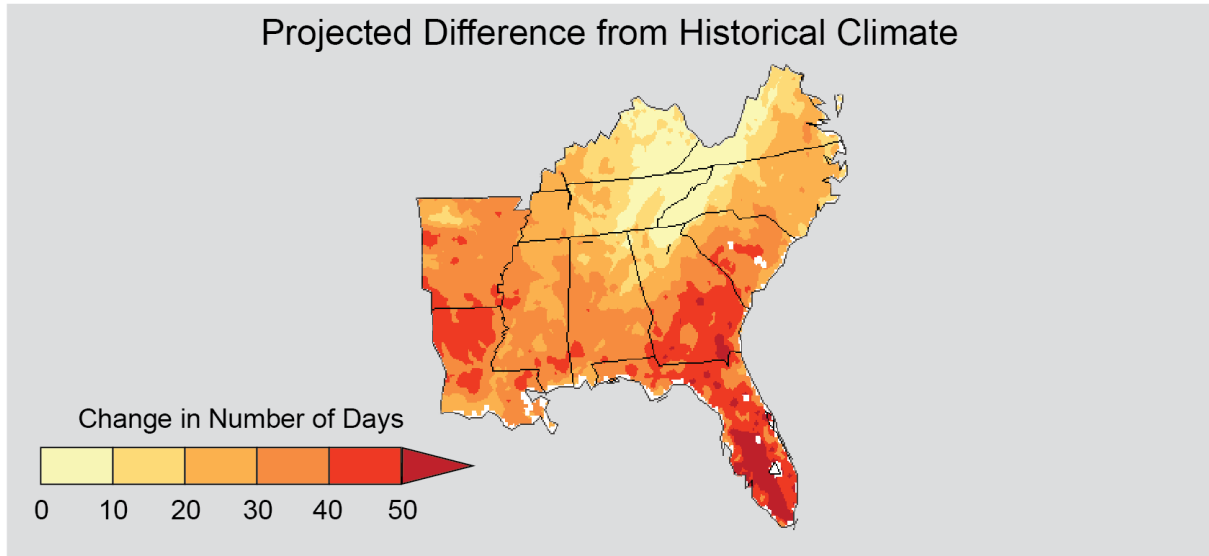 Projected Difference from Historical Climate
Change in Number of Days
0 10 20 30 40 50